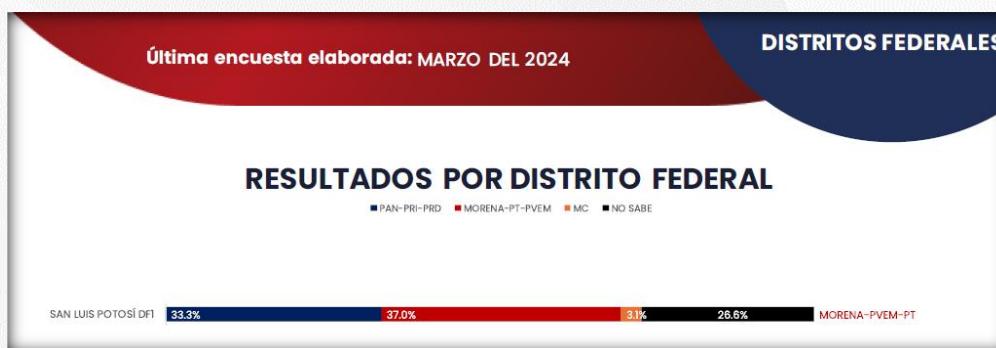 Última encuesta elaborada: MARZO DEL 2024
DISTRITOS FEDERALES
RESULTADOS POR DISTRITO FEDERAL
PAN-PRI-PRD MORENA-PT-PVEM MC NO SABE
SAN LUIS POTOSÍ DF1 33.3% 37.0% 3.1% 26.6% MORENA-PVEM-PT